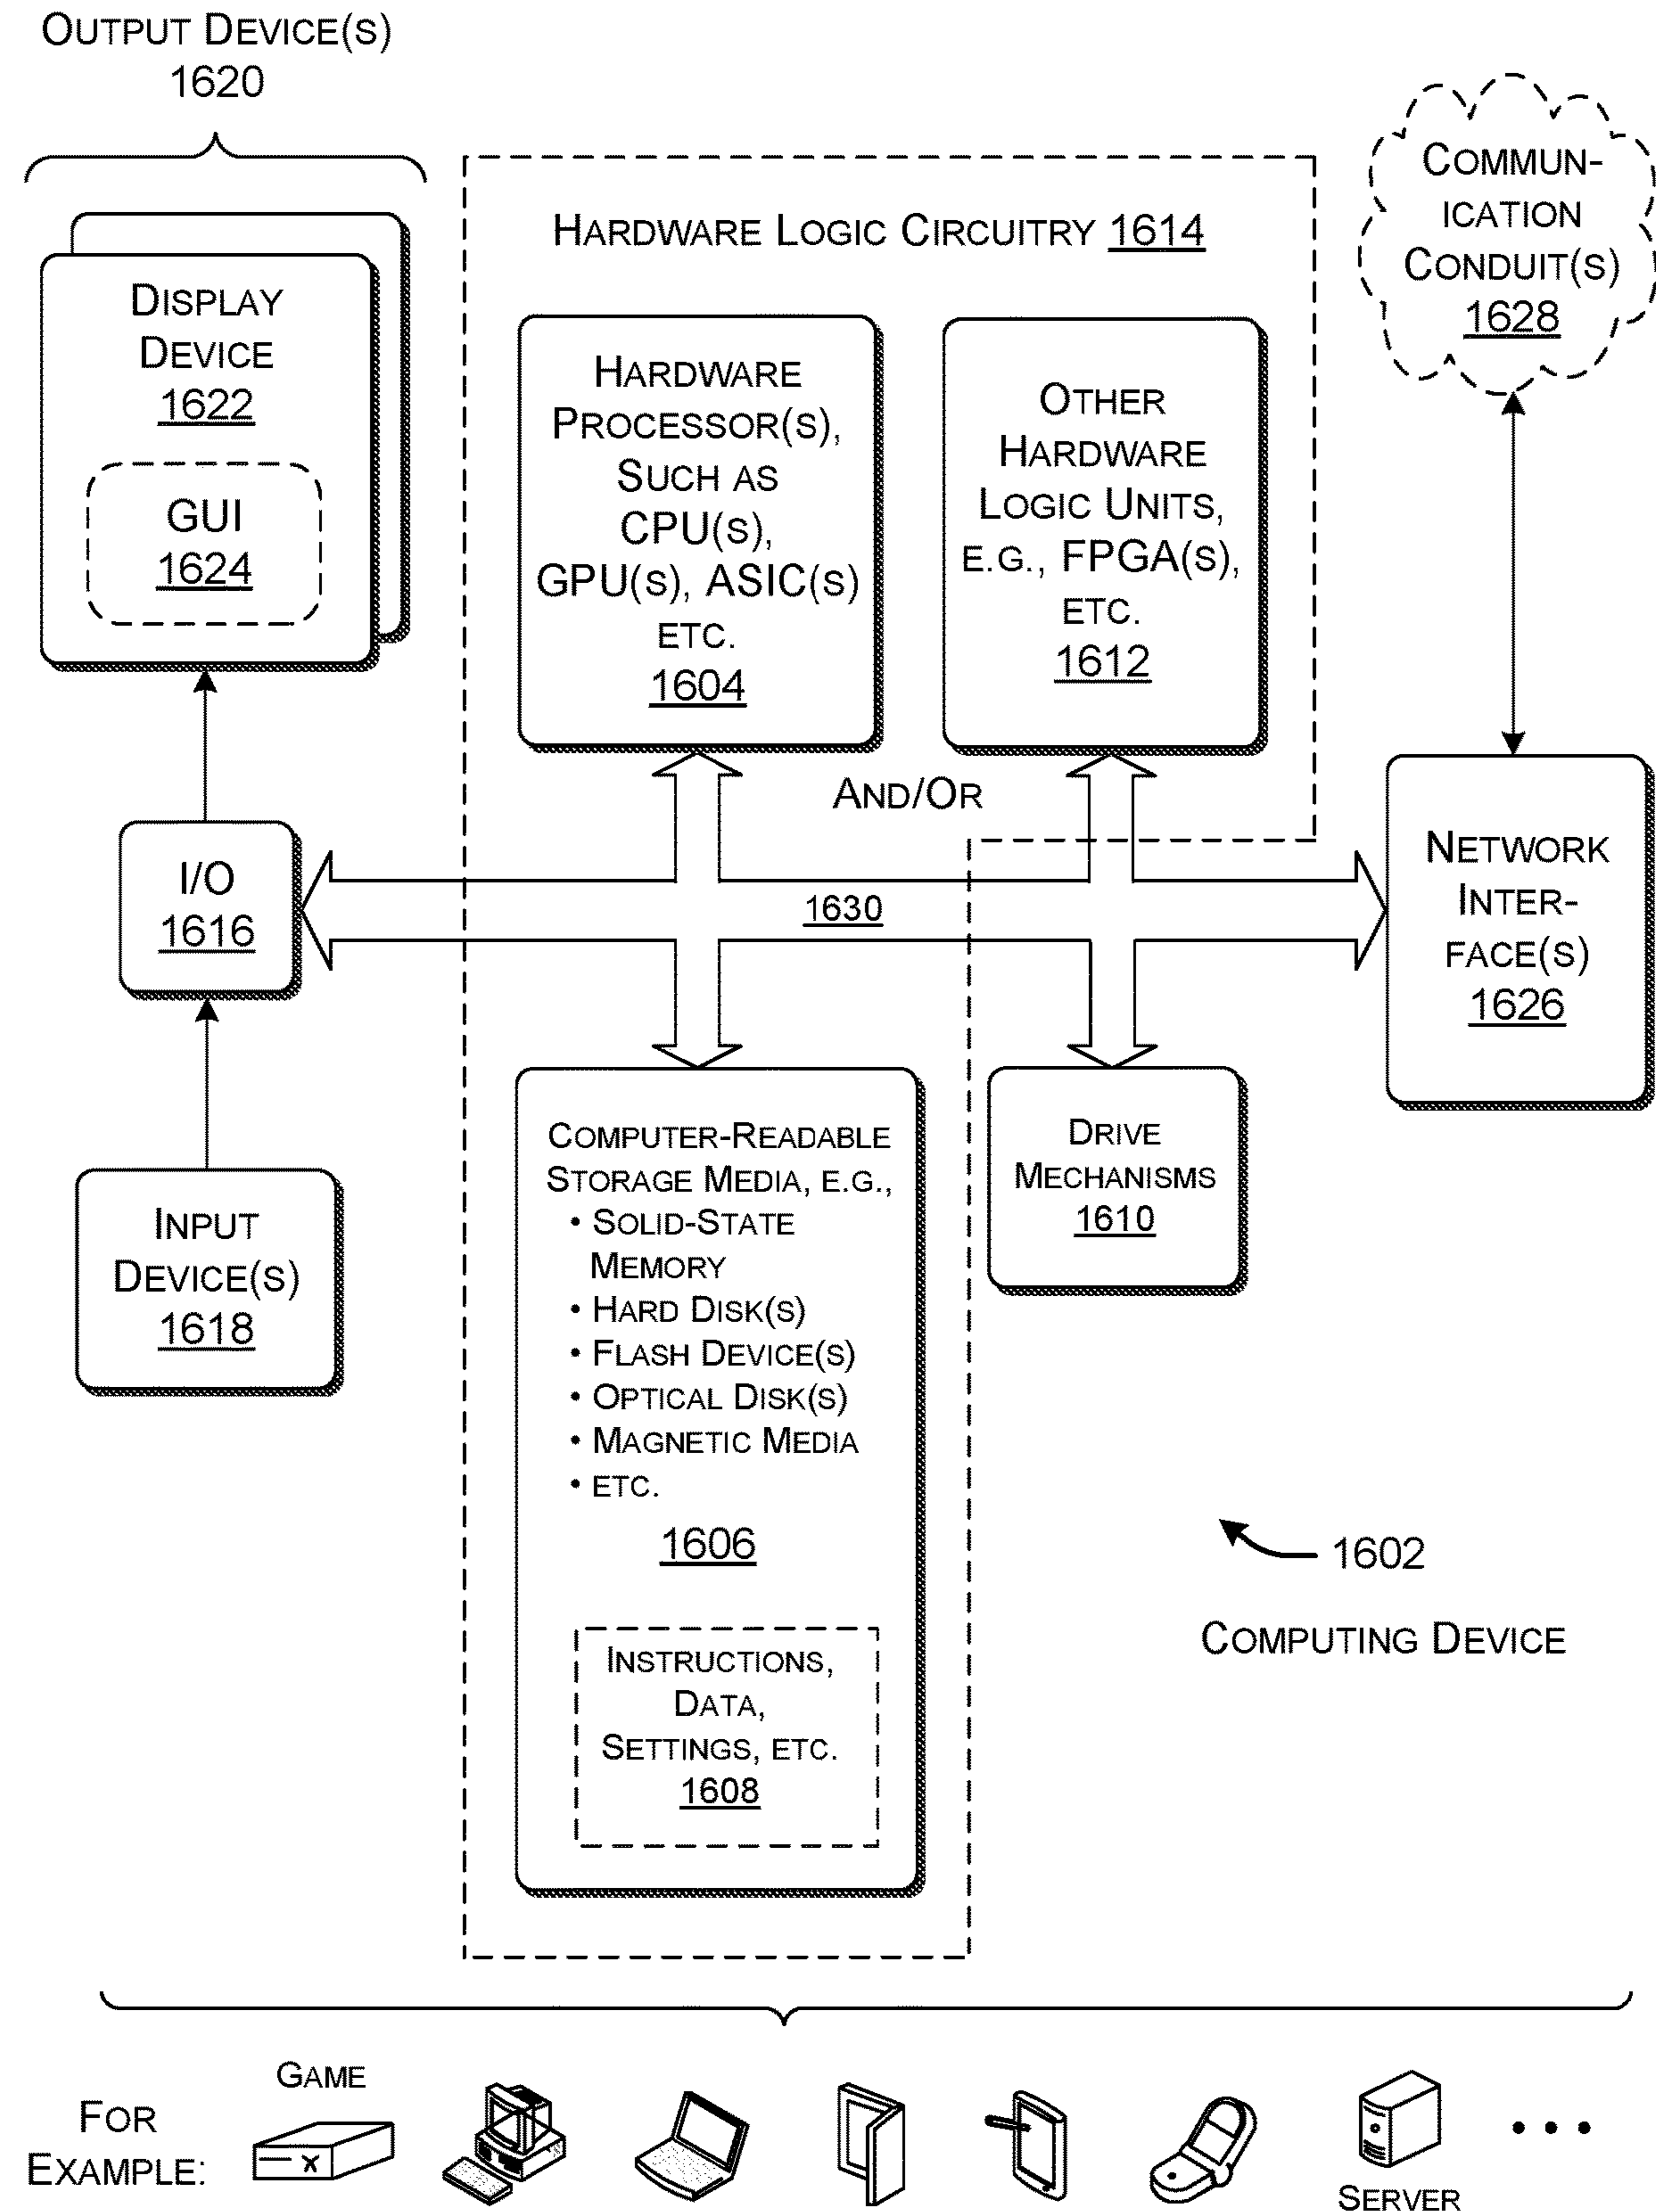 OUTPUT DEVICE(S)
1620
DISPLAY
DEVICE
1622
GUI
1624
HARDWARE LOGIC CIRCUITRY 1614
HARDWARE
PROCESSOR(S),
SUCH AS
CPU(S),
GPU(S), ASIC(S)
ETC.
1604
OTHER
HARDWARE
LOGIC UNITS,
E.G., FPGA(S),
ETC.
1612
COMMUN-
ICATION
CONDUIT(S)
1628
AND/OR
I/O
1616
1630
NETWORK
INTER-
FACE(S)
1626
INPUT
DEVICE(S)
1618
COMPUTER-READABLE
STORAGE MEDIA, E.G.,
• SOLID-STATE
MEMORY
• HARD DISK(S)
• FLASH DEVICE(S)
• OPTICAL DISK(S)
• MAGNETIC MEDIA
• ETC.
1606
INSTRUCTIONS,
DATA,
SETTINGS, ETC.
1608
DRIVE
MECHANISMS
1610
1602
COMPUTING DEVICE
FOR
EXAMPLE:
GAME
SERVER
• • •